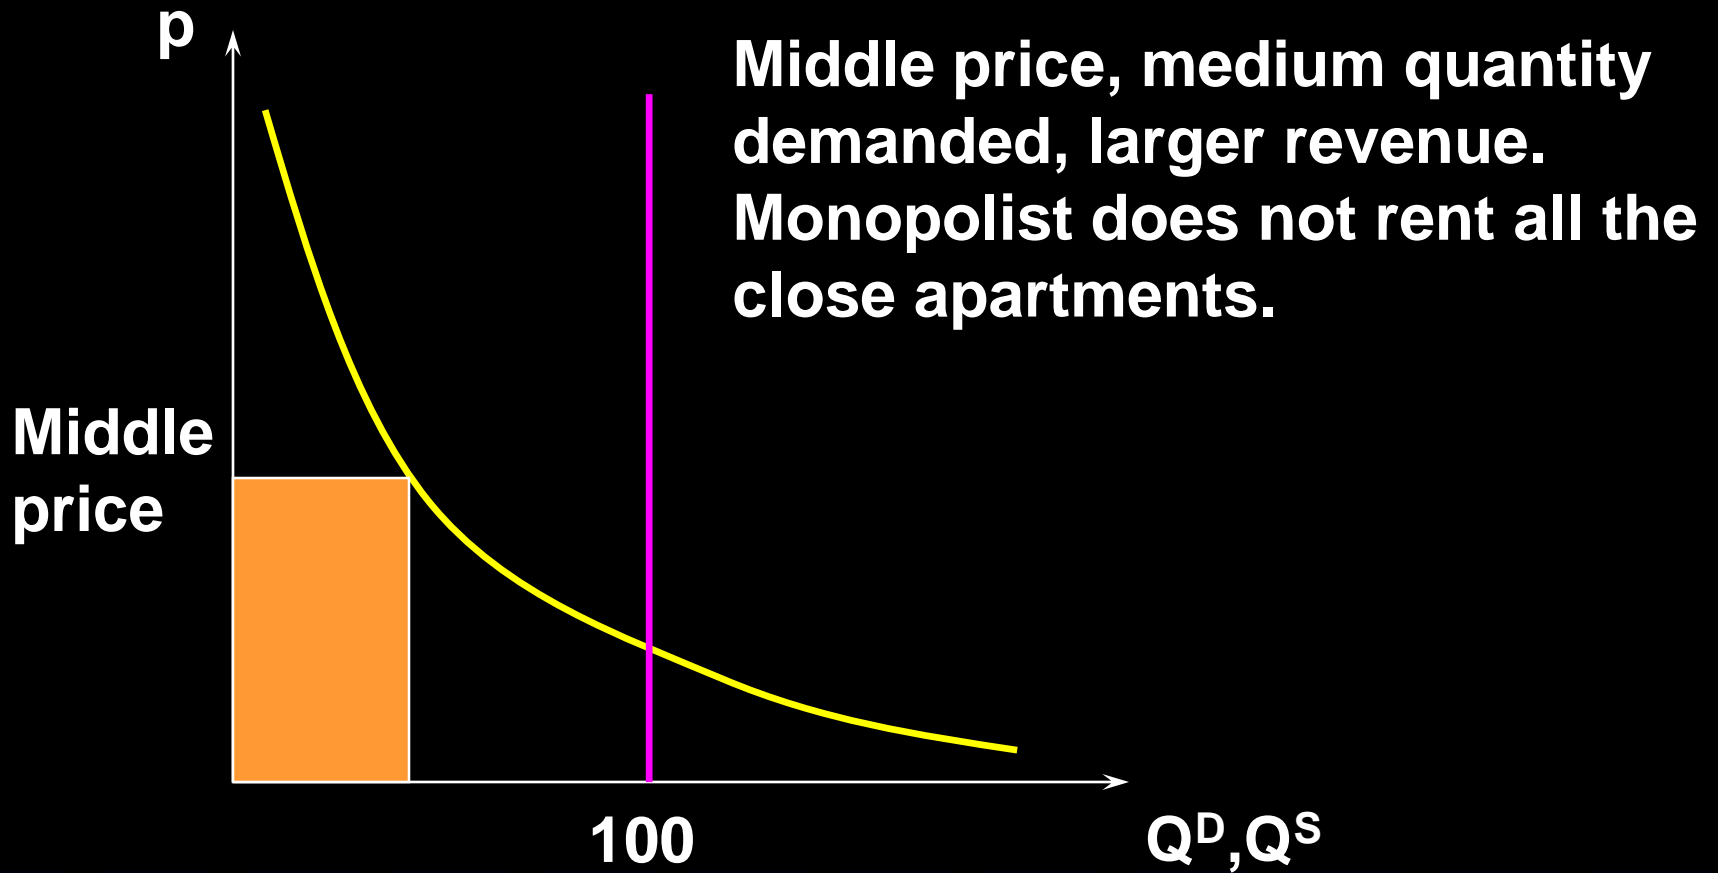 p
Middle price, medium quantity
demanded, larger revenue.
Monopolist does not rent all the
close apartments.
Middle
price
100
Qᴰ,Qˢ